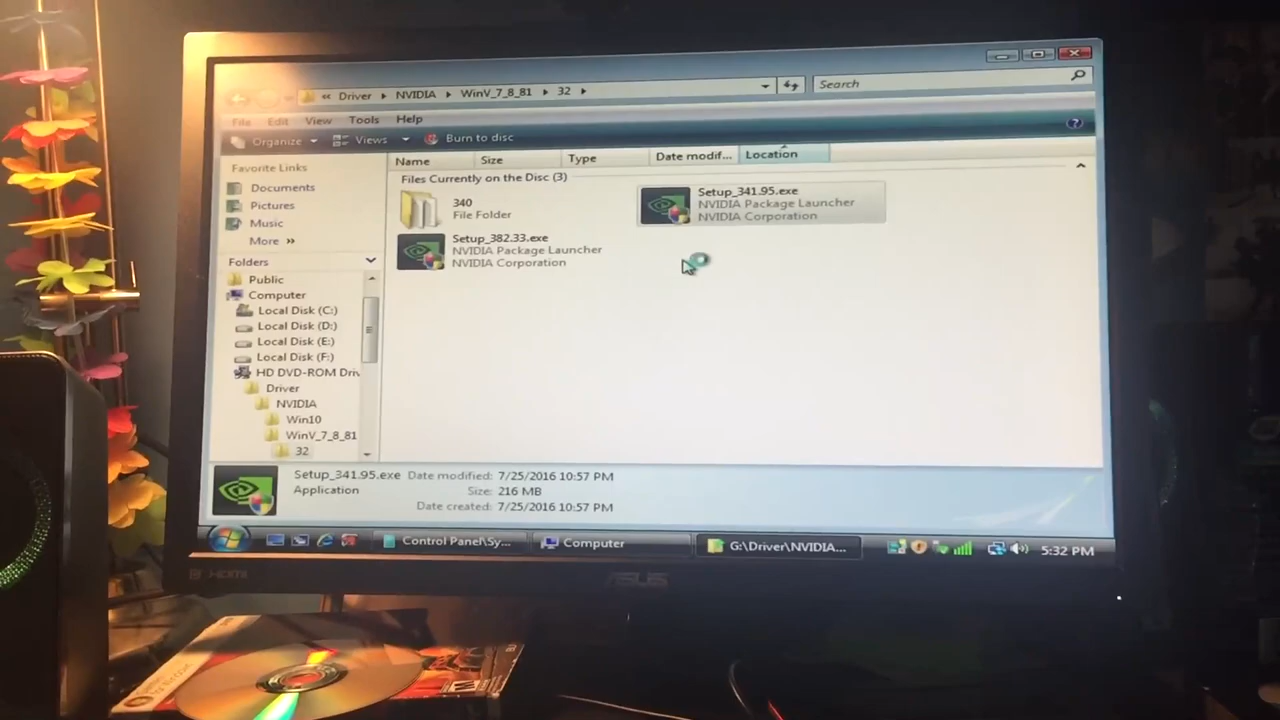 « Driver ▸ NVIDIA ▸ WinV_7_8_81 ▸ 32 ▸
Search
File Edit View Tools Help
Organize Views Burn to disc
Favorite Links
Documents
Pictures
Music
More »
Folders
Public
Computer
Local Disk (C:)
Local Disk (D:)
Local Disk (E:)
Local Disk (F:)
HD DVD-ROM Driv
Driver
NVIDIA
Win10
WinV_7_8_81
32
Name Size Type Date modif... Location
Files Currently on the Disc (3)
340
File Folder
Setup_341.95.exe
NVIDIA Package Launcher
NVIDIA Corporation
Setup_382.33.exe
NVIDIA Package Launcher
NVIDIA Corporation
Setup_341.95.exe Date modified: 7/25/2016 10:57 PM
Application Size: 216 MB
Date created: 7/25/2016 10:57 PM
Control Panel\Sy...
Computer
G:\Driver\NVIDIA...
5:32 PM
HDMI
ASUS